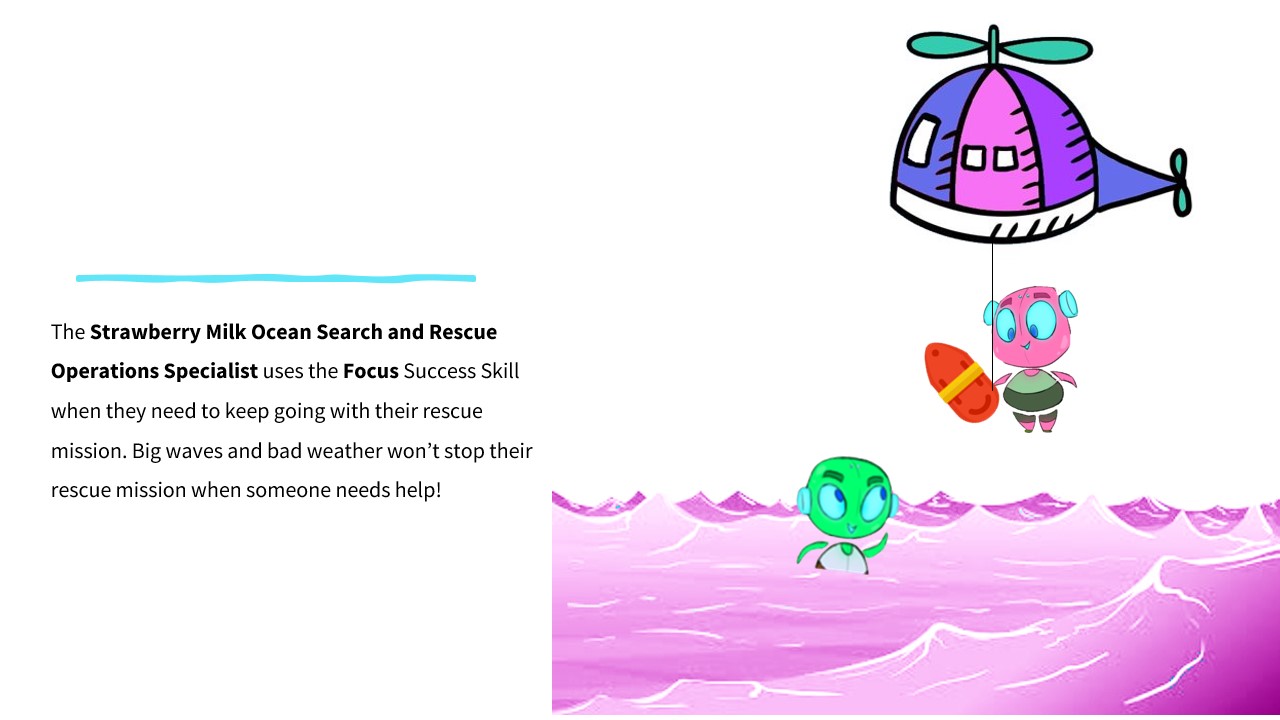 The Strawberry Milk Ocean Search and Rescue
Operations Specialist uses the Focus Success Skill
when they need to keep going with their rescue
mission. Big waves and bad weather won’t stop their
rescue mission when someone needs help!